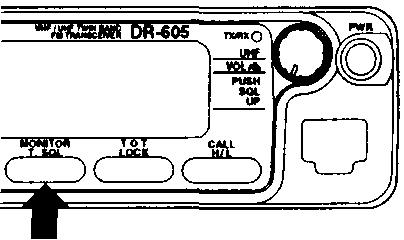 VHF / UHF TWIN BAND
FM TRANSCEIVER DR-605
TX/RX
UHF
VOL
PUSH
SQL
UP
PWR
MONITOR
T. SQL
T O T
LOCK
CALL
H/L